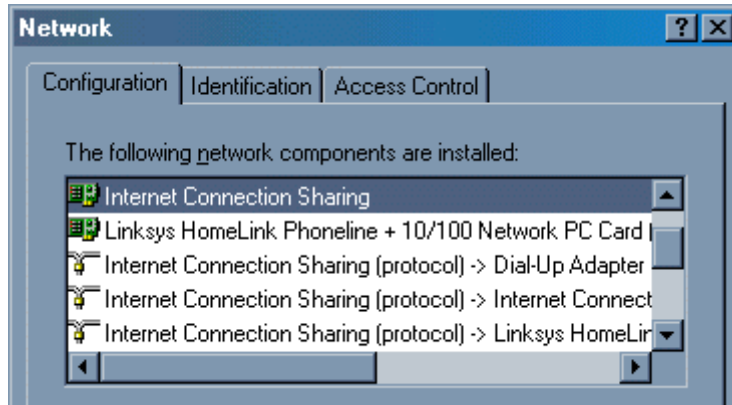 Network
Configuration Identification Access Control
The following network components are installed:
Internet Connection Sharing
Linksys HomeLink Phoneline + 10/100 Network PC Card
Internet Connection Sharing (protocol) -> Dial-Up Adapter
Internet Connection Sharing (protocol) -> Internet Connect
Internet Connection Sharing (protocol) -> Linksys HomeLin